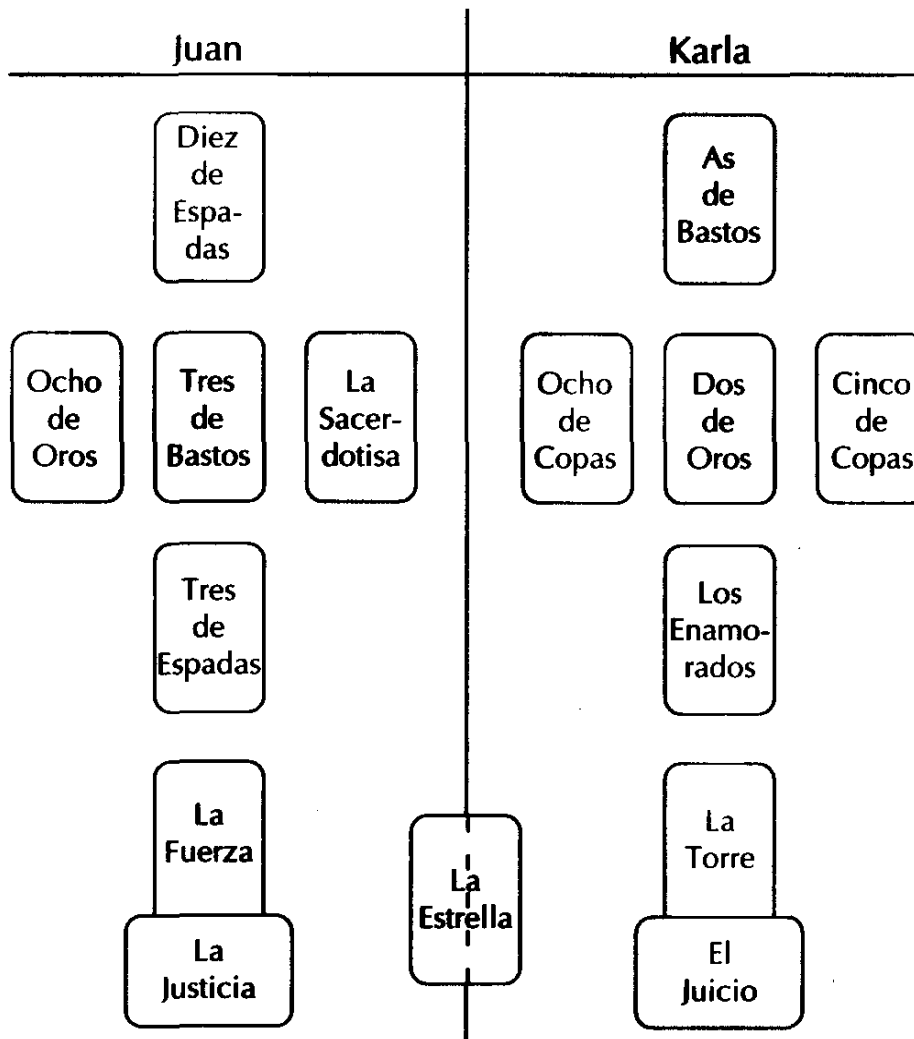 Juan
Karla
Diez
de
Espa-
das
As
de
Bastos
Ocho
de
Oros
Tres
de
Bastos
La
Sacer-
dotisa
Ocho
de
Copas
Dos
de
Oros
Cinco
de
Copas
Tres
de
Espadas
Los
Enamo-
rados
La
Fuerza
La
Justicia
La
Estrella
La
Torre
El
Juicio